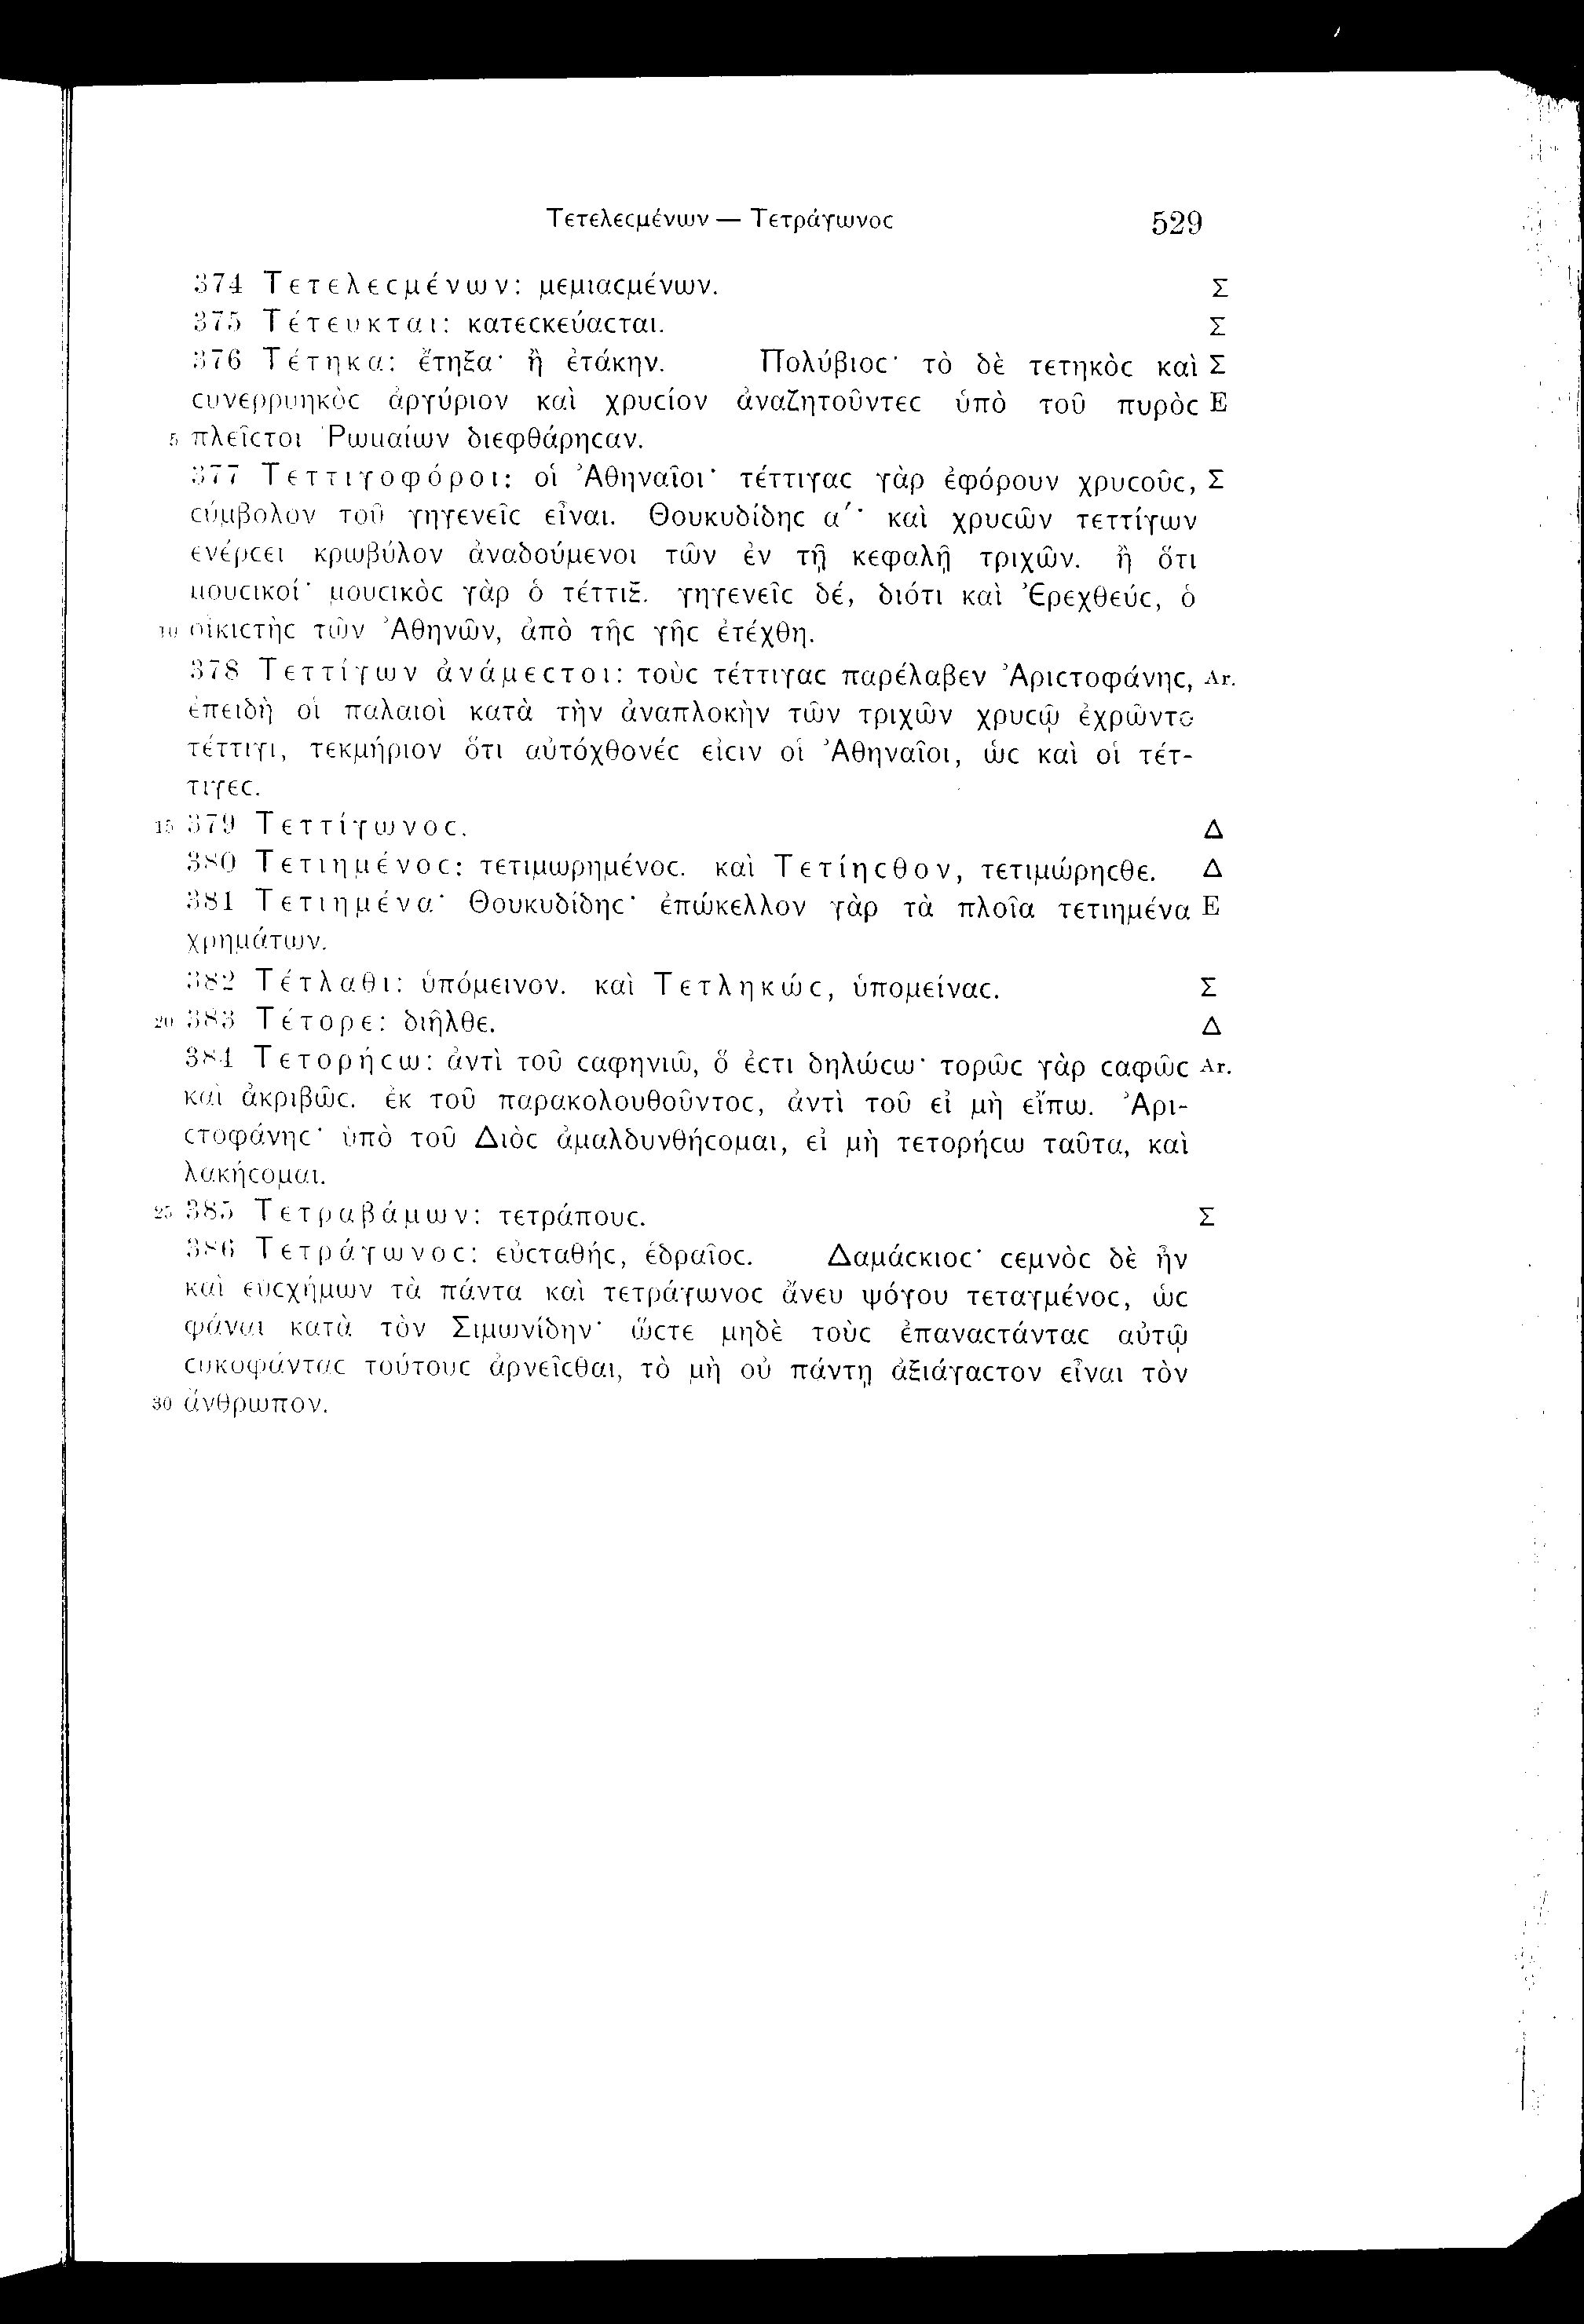 Τετελεϲμένων — Τετράγωνοϲ 529
374 Τετελεϲμένων: μεμιαϲμένων. Σ
375 Τέτευκται: κατεϲκεύαϲται. Σ
376 Τέτηκα: ἔτηξα· ἢ ἐτάκην. Πολύβιοϲ· τὸ δὲ τετηκὸϲ καὶ Σ
ϲυνερρυηκὸϲ ἀργύριον καὶ χρυϲίον ἀναζητοῦντεϲ ὑπὸ τοῦ πυρὸϲ E
5 πλεῖϲτοι Ῥωμαίων διεφθάρηϲαν.
377 Τεττιγοφόροι: οἱ Ἀθηναῖοι· τέττιγαϲ γὰρ ἐφόρουν χρυϲοῦϲ, Σ
ϲύμβολον τοῦ γηγενεῖϲ εἶναι. Θουκυδίδηϲ α´· καὶ χρυϲῶν τεττίγων
ἐνέρϲει κρωβύλον ἀναδούμενοι τῶν ἐν τῇ κεφαλῇ τριχῶν. ἢ ὅτι
μουϲικοί· μουϲικὸϲ γὰρ ὁ τέττιξ. γηγενεῖϲ δέ, διότι καὶ Ἐρεχθεύϲ, ὁ
10 οἰκιϲτὴϲ τῶν Ἀθηνῶν, ἀπὸ τῆϲ γῆϲ ἐτέχθη.
378 Τεττίγων ἀνάμεϲτοι: τοὺϲ τέττιγαϲ παρέλαβεν Ἀριϲτοφάνηϲ, Ar.
ἐπειδὴ οἱ παλαιοὶ κατὰ τὴν ἀναπλοκὴν τῶν τριχῶν χρυϲῷ ἐχρῶντο
τέττιγι, τεκμήριον ὅτι αὐτόχθονέϲ εἰϲιν οἱ Ἀθηναῖοι, ὡϲ καὶ οἱ τέτ-
τιγεϲ.
15 379 Τεττίγωνοϲ. Δ
380 Τετιημένοϲ: τετιμωρημένοϲ. καὶ Τετίηϲθον, τετιμώρηϲθε. Δ
381 Τετιημένα· Θουκυδίδηϲ· ἐπώκελλον γὰρ τὰ πλοῖα τετιημένα E
χρημάτων.
382 Τέτλαθι: ὑπόμεινον. καὶ Τετληκώϲ, ὑπομείναϲ. Σ
20 383 Τέτορε: διῆλθε. Δ
384 Τετορήϲω: ἀντὶ τοῦ ϲαφηνιῶ, ὅ ἐϲτι δηλώϲω· τορῶϲ γὰρ ϲαφῶϲ Ar.
καὶ ἀκριβῶϲ. ἐκ τοῦ παρακολουθοῦντοϲ, ἀντὶ τοῦ εἰ μὴ εἴπω. Ἀρι-
ϲτοφάνηϲ· ὑπὸ τοῦ Διὸϲ ἀμαλδυνθήϲομαι, εἰ μὴ τετορήϲω ταῦτα, καὶ
λακήϲομαι.
25 385 Τετραβάμων: τετράπουϲ. Σ
386 Τετράγωνοϲ: εὐϲταθήϲ, ἑδραῖοϲ. Δαμάϲκιοϲ· ϲεμνὸϲ δὲ ἦν
καὶ εὐϲχήμων τὰ πάντα καὶ τετράγωνοϲ ἄνευ ψόγου τεταγμένοϲ, ὡϲ
φάναι κατὰ τὸν Σιμωνίδην· ὥϲτε μηδὲ τοὺϲ ἐπαναϲτάνταϲ αὐτῷ
ϲυκοφάνταϲ τούτουϲ ἀρνεῖϲθαι, τὸ μὴ οὐ πάντῃ ἀξιάγαϲτον εἶναι τὸν
30 ἄνθρωπον.